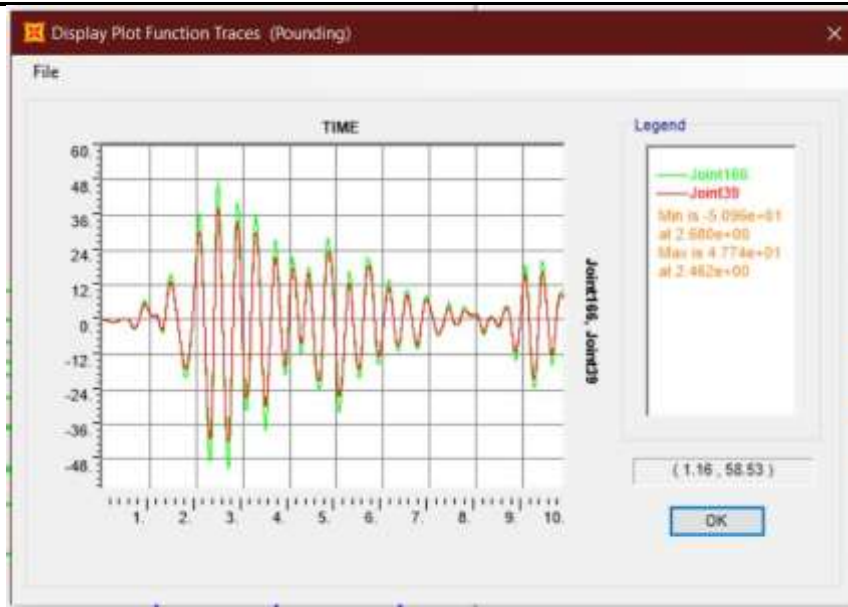 Display Plot Function Traces (Pounding)
File
TIME
60.
48.
36.
24.
12.
0.
-12.
-24.
-36.
-48.
1. 2. 3. 4. 5. 6. 7. 8. 9. 10.
Joint166, Joint39
Legend
Joint166
Joint39
Min is -5.096e+01
at 2.680e+00
Max is 4.774e+01
at 2.462e+00
( 1.16 , 58.53 )
OK